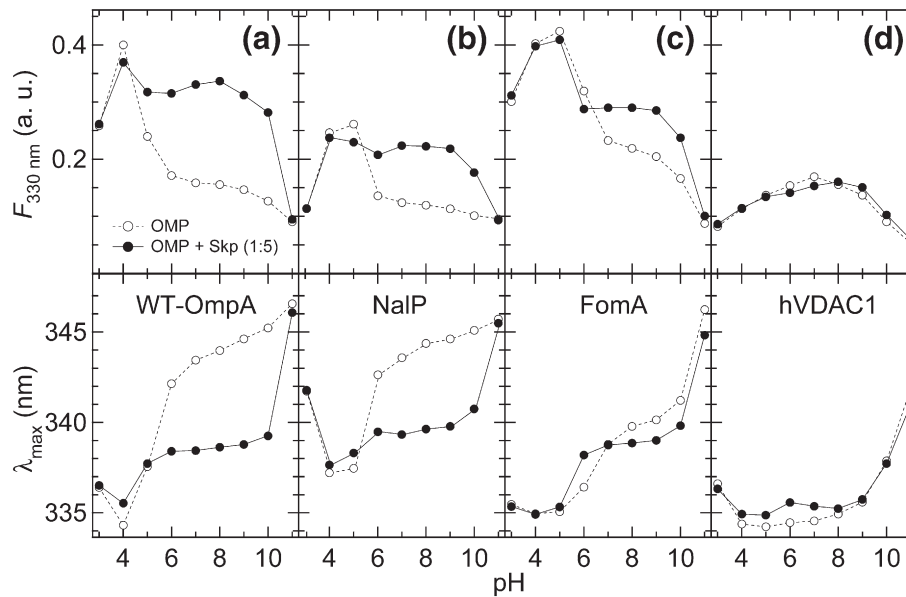 (a) (b) (c) (d)
0.4
F330 nm (a. u.)
0.2
OMP
OMP + Skp (1:5)
WT-OmpA NalP FomA hVDAC1
345
λmax (nm)
340
335
4 6 8 10 4 6 8 10 4 6 8 10 4 6 8 10
pH